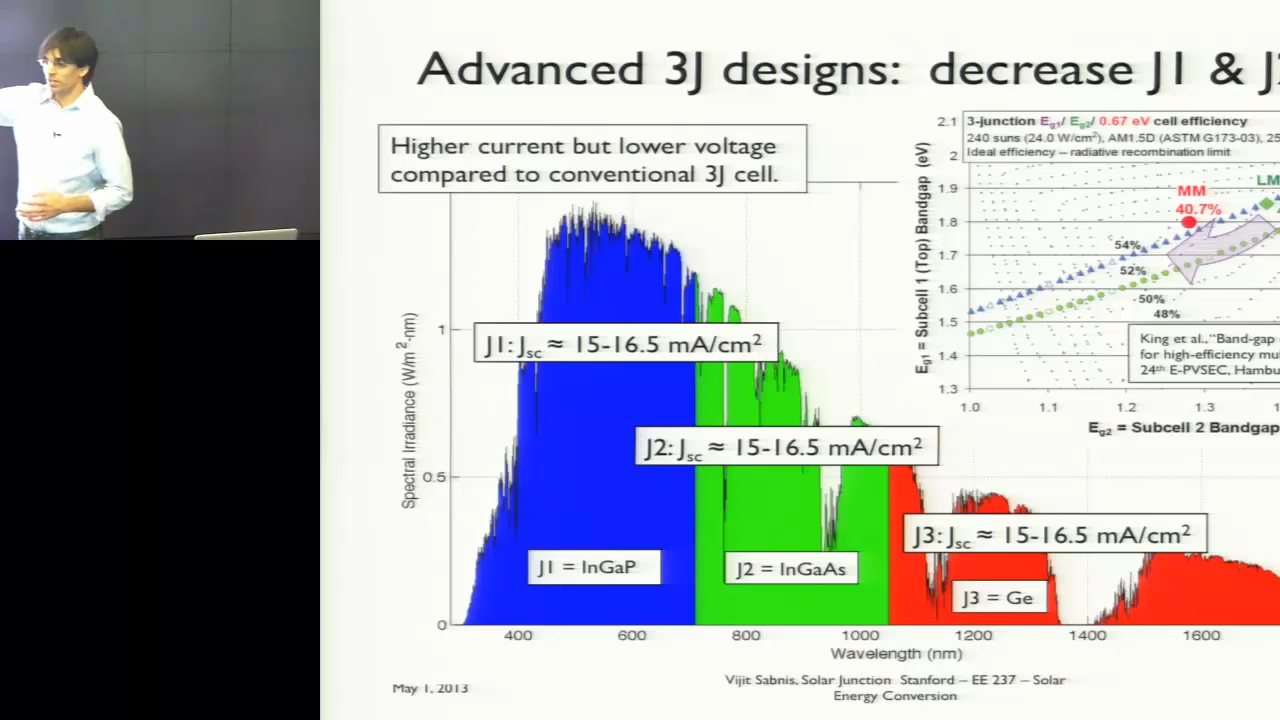 Advanced 3J designs: decrease J1 & J2
Higher current but lower voltage
compared to conventional 3J cell.
3-junction Eg1/ Eg2/ 0.67 eV cell efficiency
240 suns (24.0 W/cm²), AM1.5D (ASTM G173-03), 25
Ideal efficiency – radiative recombination limit
Eg1 = Subcell 1 (Top) Bandgap (eV)
2.1
2
1.9
1.8
1.7
1.6
1.5
1.4
1.3
MM
40.7%
LM
54%
52%
50%
48%
King et al., "Band-gap
for high-efficiency mu
24th E-PVSEC, Hambu
1.0
1.1
1.2
1.3
Eg2 = Subcell 2 Bandgap
Spectral Irradiance (W/m²-nm)
1
0.5
0
J1: Jsc ≈ 15-16.5 mA/cm²
J2: Jsc ≈ 15-16.5 mA/cm²
J3: Jsc ≈ 15-16.5 mA/cm²
J1 = InGaP
J2 = InGaAs
J3 = Ge
400
600
800
1000
1200
1400
1600
Wavelength (nm)
May 1, 2013
Vijit Sabnis, Solar Junction Stanford – EE 237 – Solar
Energy Conversion